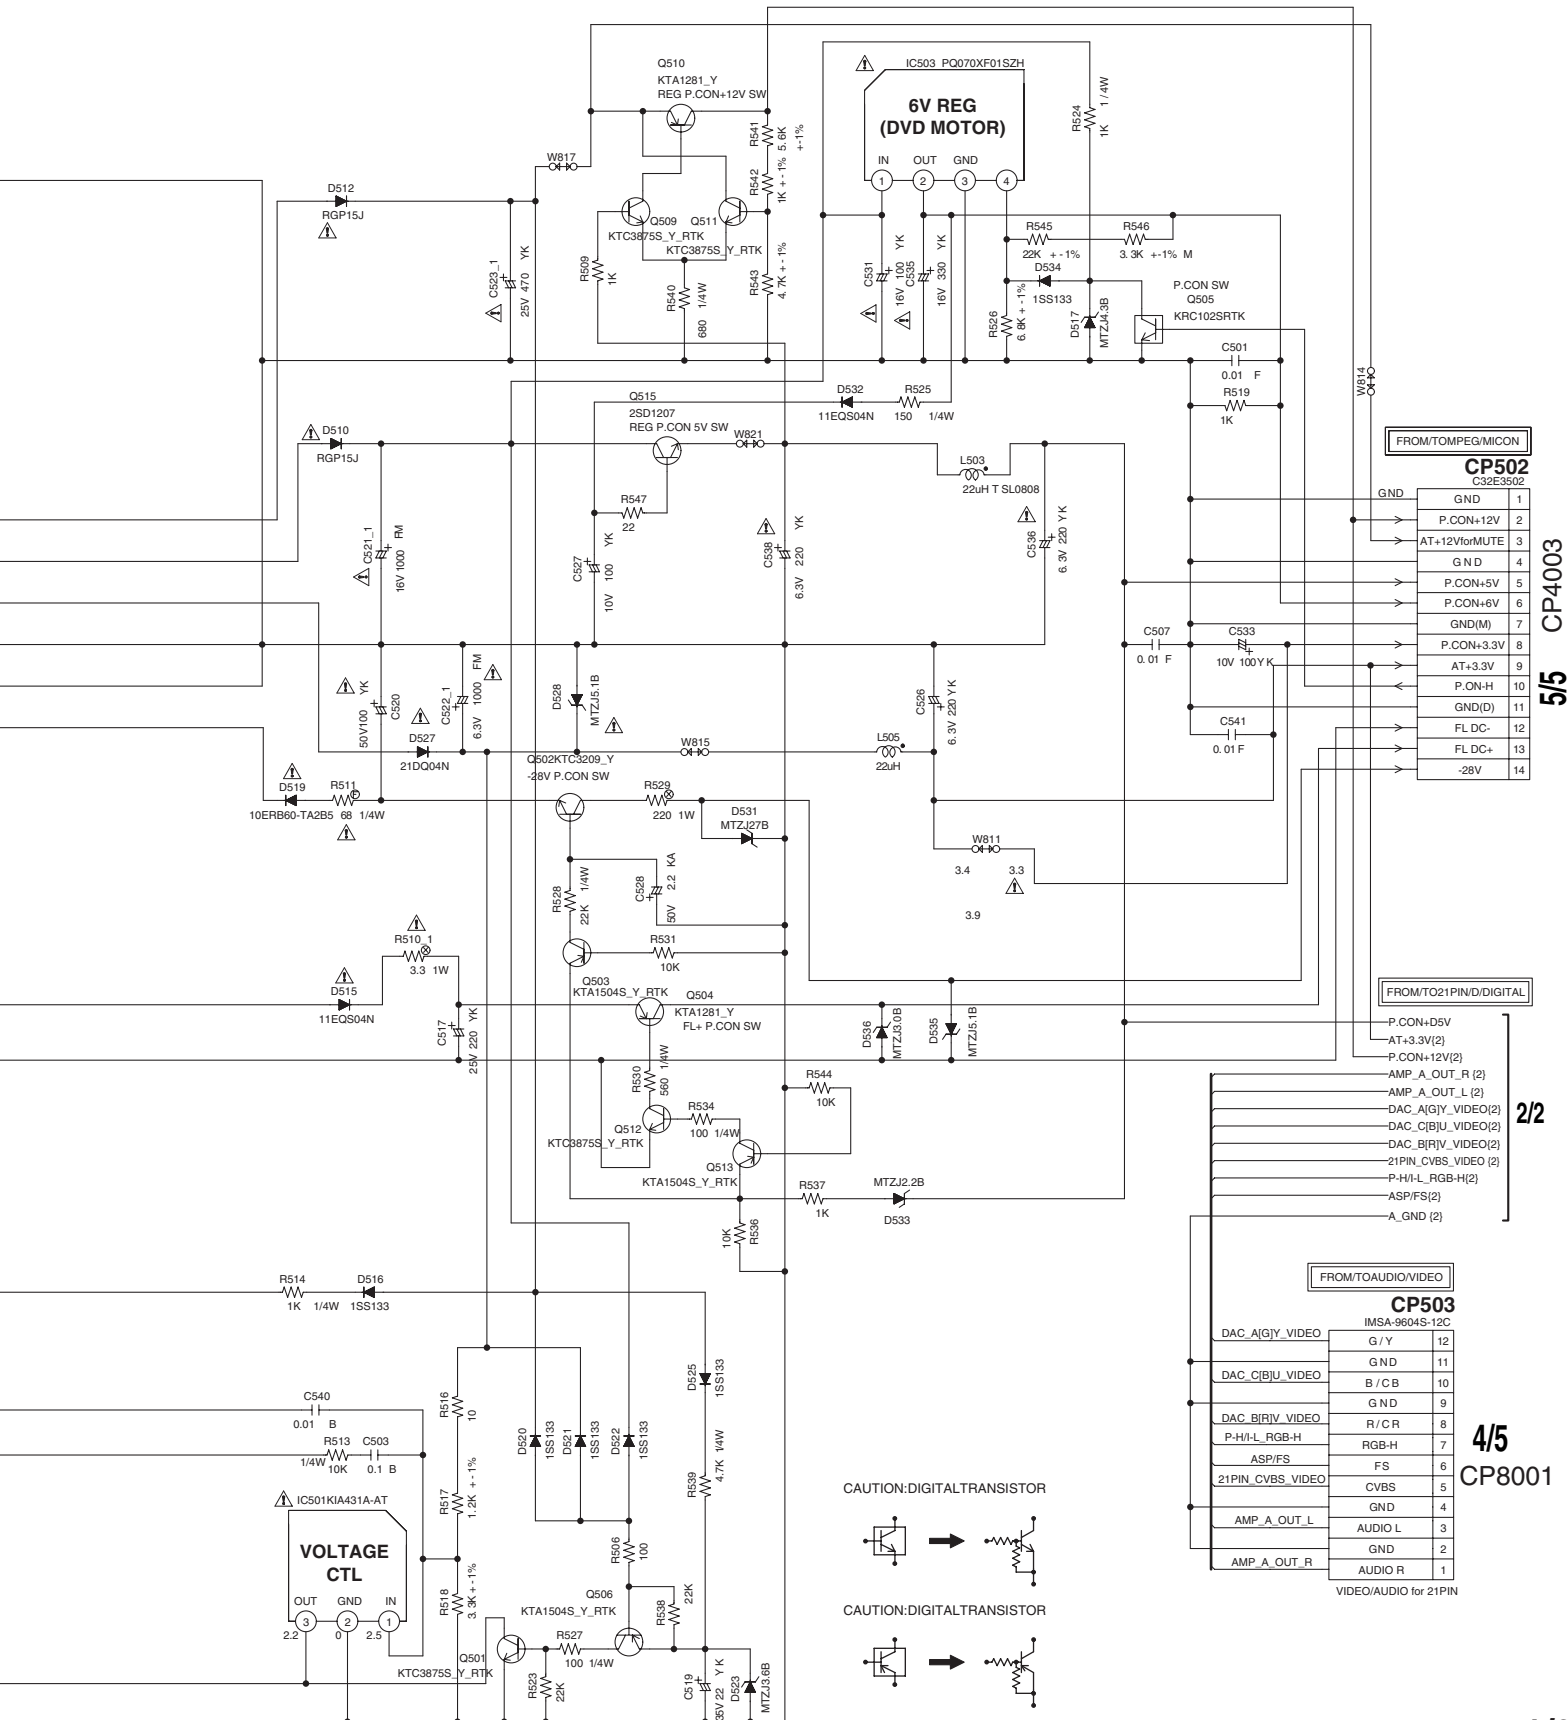 Q510
KTA1281_Y
REG P.CON+12V SW
IC503 PQ070XF01SZH
6V REG
(DVD MOTOR)
IN OUT GND
1 2 3 4
R524
1K 1/4W
R541
5.6K +-1%
R542
1K +-1%
R543
4.7K +-1%
W817
D512
RGP15J
C523_1
25V 470 YK
Q509
KTC3875S_Y_RTK
Q511
KTC3875S_Y_RTK
R509
1K
R540
680 1/4W
C531
16V 100 YK
C535
16V 330 YK
R545
22K +-1%
R546
3.3K +-1% M
D534
1SS133
R526
6.8K +-1%
D517
MTZJ4.3B
P.CON SW
Q505
KRC102SRTK
C501
0.01 F
R519
1K
W814
D532
11EQS04N
R525
150 1/4W
Q515
2SD1207
REG P.CON 5V SW
W821
D510
RGP15J
L503
22uH T SL0808
R547
22
C521_1
16V 1000 FM
C527
10V 100 YK
C538
6.3V 220 YK
C536
6.3V 220 YK
FROM/TOMPEG/MICON
CP502
C32E3502
GND
GND 1
P.CON+12V 2
AT+12VforMUTE 3
GND 4
P.CON+5V 5
P.CON+6V 6
GND(M) 7
P.CON+3.3V 8
AT+3.3V 9
P.ON-H 10
GND(D) 11
FL DC- 12
FL DC+ 13
-28V 14
CP4003
5/5
C507
0.01 F
C533
10V 100YK
C541
0.01F
C520
50V100 YK
C522_1
6.3V 1000 FM
D528
MTZJ5.1B
C526
6.3V 220 YK
D527
21DQ04N
W815
L505
22uH
Q502KTC3209_Y
-28V P.CON SW
D519
10ERB60-TA2B5
R511
68 1/4W
R529
220 1W
D531
MTZJ27B
W811
3.4 3.3
3.9
R528
22K 1/4W
C528
50V 2.2 KA
R531
10K
Q503
KTA1504S_Y_RTK
R510_1
3.3 1W
D515
11EQS04N
C517
25V 220 YK
Q504
KTA1281_Y
FL+ P.CON SW
D536
MTZJ3.0B
D535
MTZJ5.1B
R530
560 1/4W
R544
10K
Q512
KTC3875S_Y_RTK
R534
100 1/4W
Q513
KTA1504S_Y_RTK
R537
1K
MTZJ2.2B
D533
R536
10K
FROM/TO21PIN/D/DIGITAL
P.CON+D5V
AT+3.3V{2}
P.CON+12V{2}
AMP_A_OUT_R {2}
AMP_A_OUT_L {2}
DAC_A[G]Y_VIDEO{2}
DAC_C[B]U_VIDEO{2}
DAC_B[R]V_VIDEO{2}
21PIN_CVBS_VIDEO {2}
P-H/I-L_RGB-H{2}
ASP/FS{2}
A_GND {2}
2/2
R514
1K 1/4W
D516
1SS133
FROM/TOAUDIO/VIDEO
CP503
IMSA-9604S-12C
DAC_A[G]Y_VIDEO G/Y 12
GND 11
DAC_C[B]U_VIDEO B/CB 10
GND 9
DAC_B[R]V_VIDEO R/CR 8
P-H/I-L_RGB-H RGB-H 7
ASP/FS FS 6
21PIN_CVBS_VIDEO CVBS 5
GND 4
AMP_A_OUT_L AUDIO L 3
GND 2
AMP_A_OUT_R AUDIO R 1
VIDEO/AUDIO for 21PIN
4/5
CP8001
D525
1SS133
C540
0.01 B
R516
10
D520
1SS133
D521
1SS133
D522
1SS133
R513
1/4W 10K
C503
0.1 B
R539
4.7K 1/4W
R517
1.2K +-1%
IC501KIA431A-AT
VOLTAGE
CTL
OUT GND IN
3 2 1
2.2 0 2.5
R506
100
R518
3.3K +-1%
Q506
KTA1504S_Y_RTK
R538
22K
Q501
KTC3875S_Y_RTK
R527
100 1/4W
R523
22K
C519
35V 22 YK
D523
MTZJ3.6B
CAUTION:DIGITALTRANSISTOR
CAUTION:DIGITALTRANSISTOR